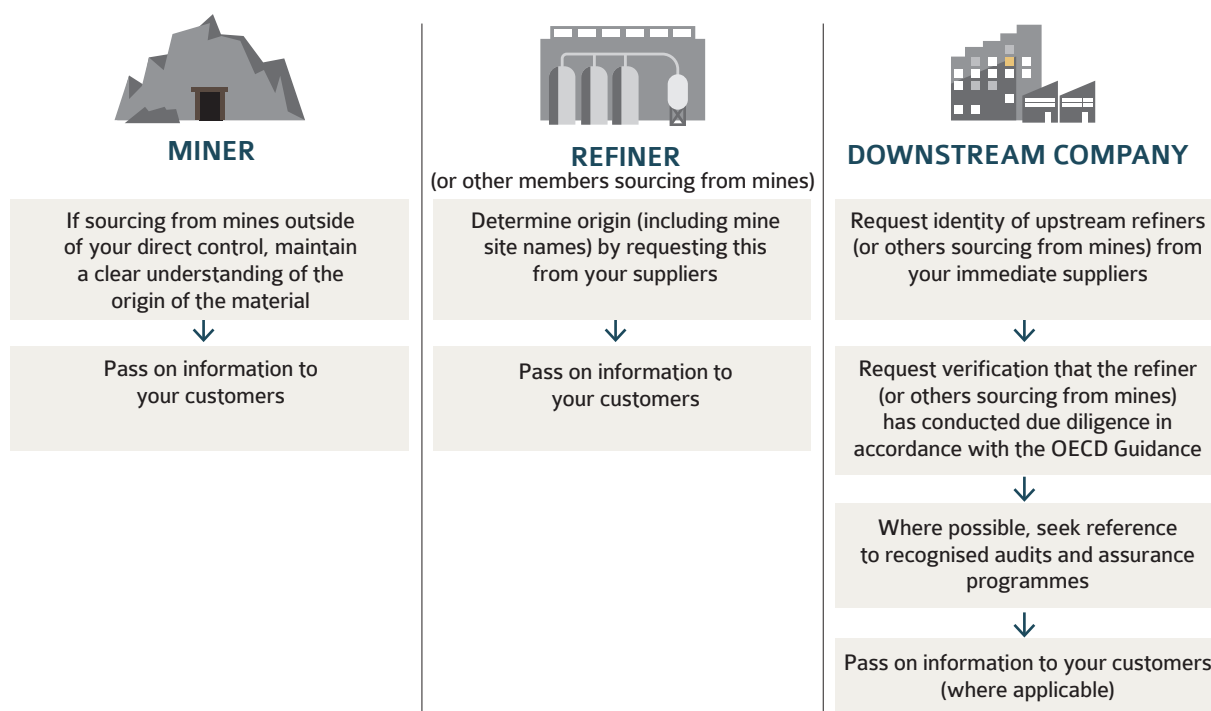 MINER
If sourcing from mines outside
of your direct control, maintain
a clear understanding of the
origin of the material
Pass on information to
your customers
REFINER
(or other members sourcing from mines)
Determine origin (including mine
site names) by requesting this
from your suppliers
Pass on information to
your customers
DOWNSTREAM COMPANY
Request identity of upstream refiners
(or others sourcing from mines) from
your immediate suppliers
Request verification that the refiner
(or others sourcing from mines)
has conducted due diligence in
accordance with the OECD Guidance
Where possible, seek reference
to recognised audits and assurance
programmes
Pass on information to your customers
(where applicable)